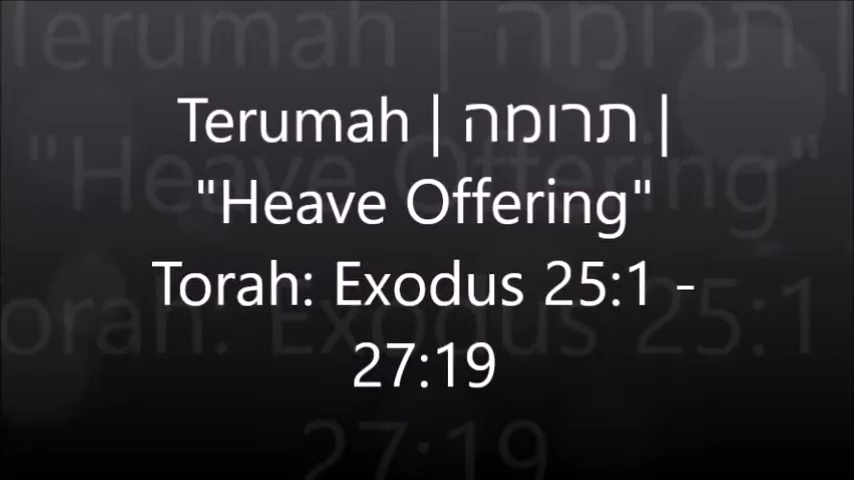 Terumah | תרומה |
"Heave Offering"
Torah: Exodus 25:1 -
27:19